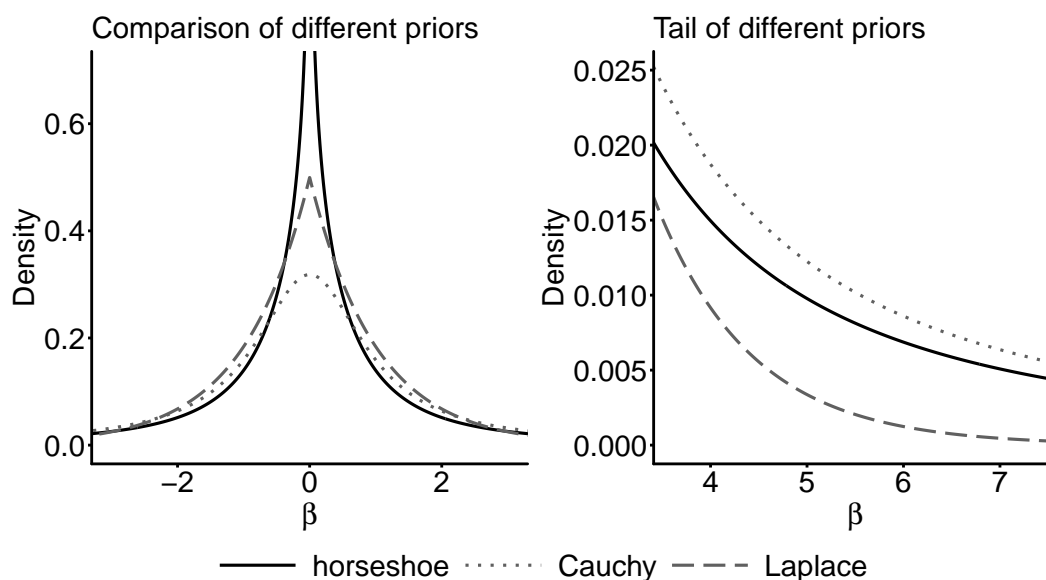 Comparison of different priors
Density
0.6
0.4
0.2
0.0
−2
0
2
β
Tail of different priors
Density
0.025
0.020
0.015
0.010
0.005
0.000
4
5
6
7
β
horseshoe
Cauchy
Laplace